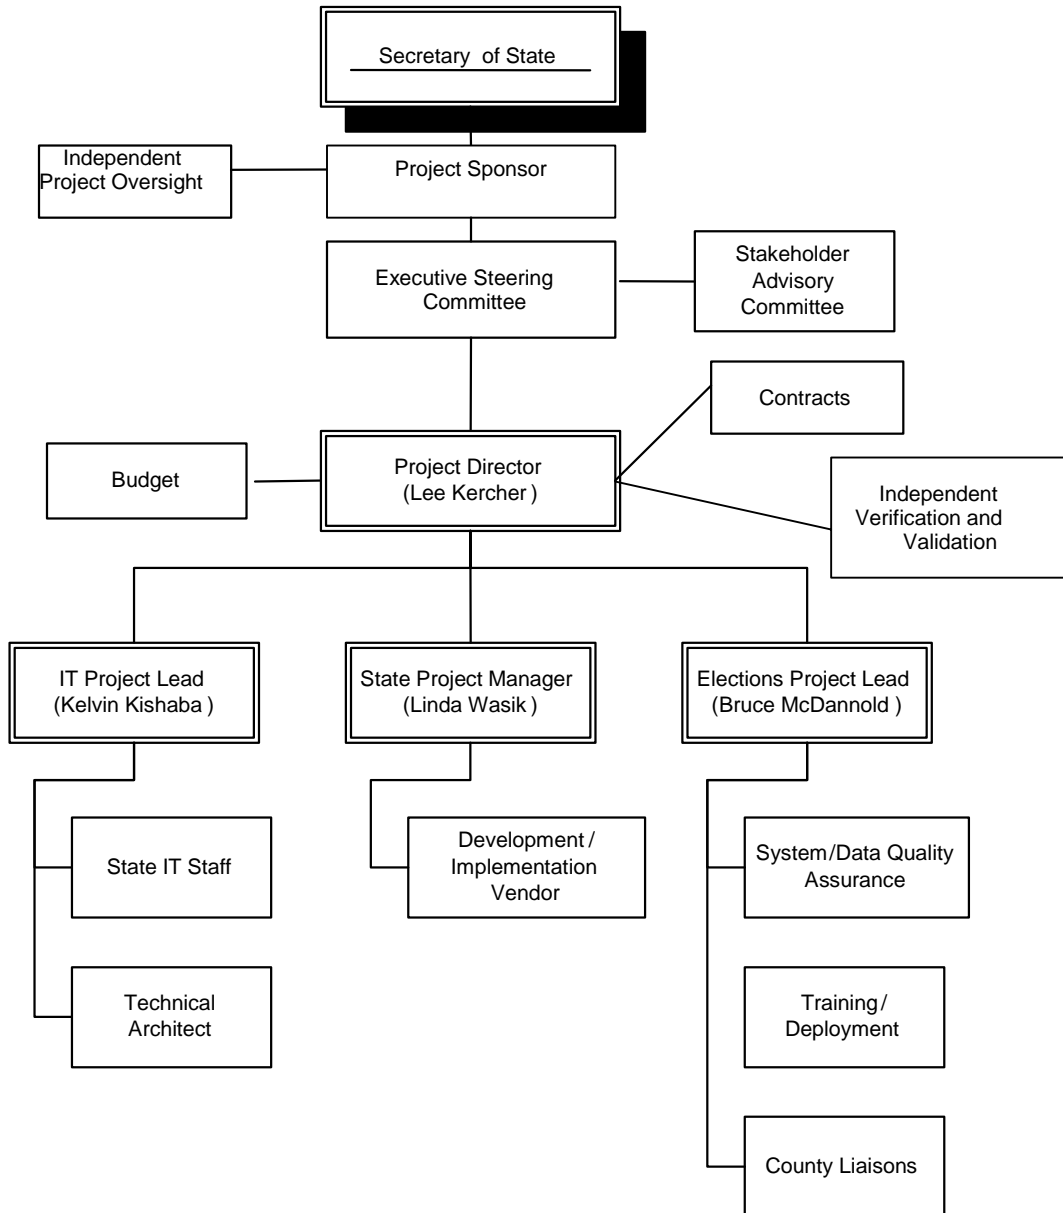 Secretary of State
Independent
Project Oversight
Project Sponsor
Executive Steering
Committee
Stakeholder
Advisory
Committee
Contracts
Budget
Project Director
(Lee Kercher )
Independent
Verification and
Validation
IT Project Lead
(Kelvin Kishaba )
State Project Manager
(Linda Wasik )
Elections Project Lead
(Bruce McDannold )
State IT Staff
Development /
Implementation
Vendor
System/Data Quality
Assurance
Technical
Architect
Training /
Deployment
County Liaisons